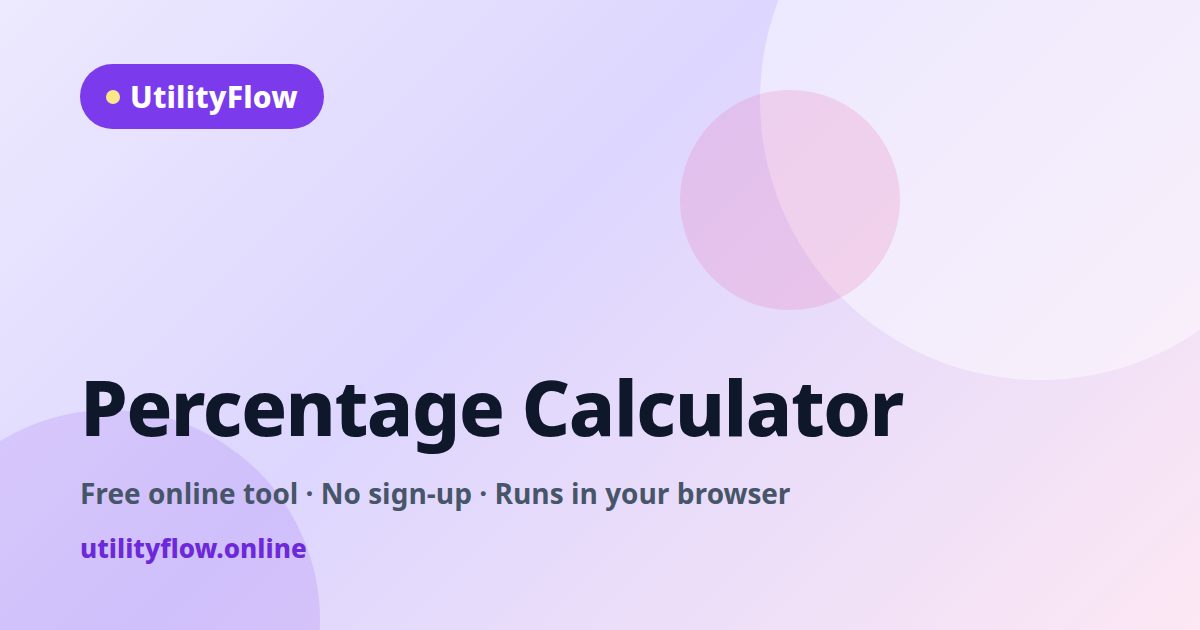 UtilityFlow
Percentage Calculator
Free online tool · No sign-up · Runs in your browser
utilityflow.online